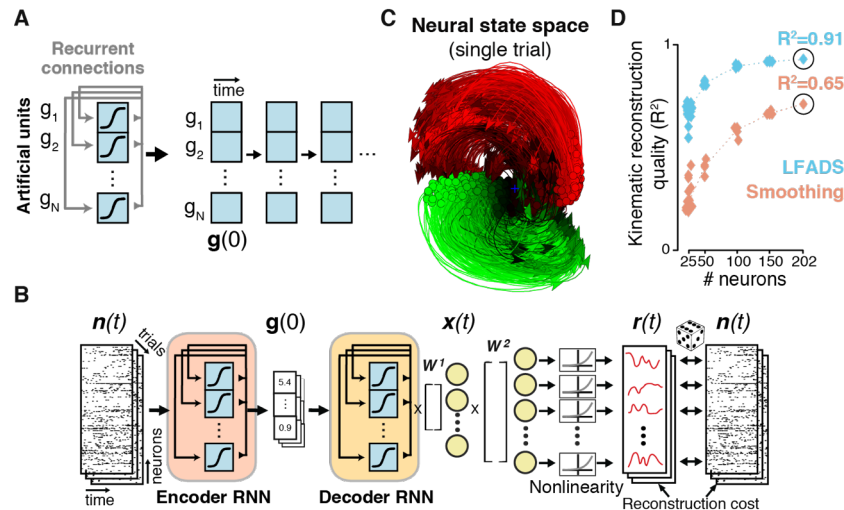 A
Recurrent
connections
Artificial units
g1
g2
⋮
gN
time
g1
g2
⋮
gN
...
g(0)
C
Neural state space
(single trial)
D
Kinematic reconstruction
quality (R²)
1
0
R²=0.91
R²=0.65
LFADS
Smoothing
25 50 100 150 202
# neurons
B
n(t)
trials
neurons
time
Encoder RNN
g(0)
5.4
⋮
0.9
Decoder RNN
x
W¹
x(t)
x
W²
Nonlinearity
r(t)
n(t)
Reconstruction cost